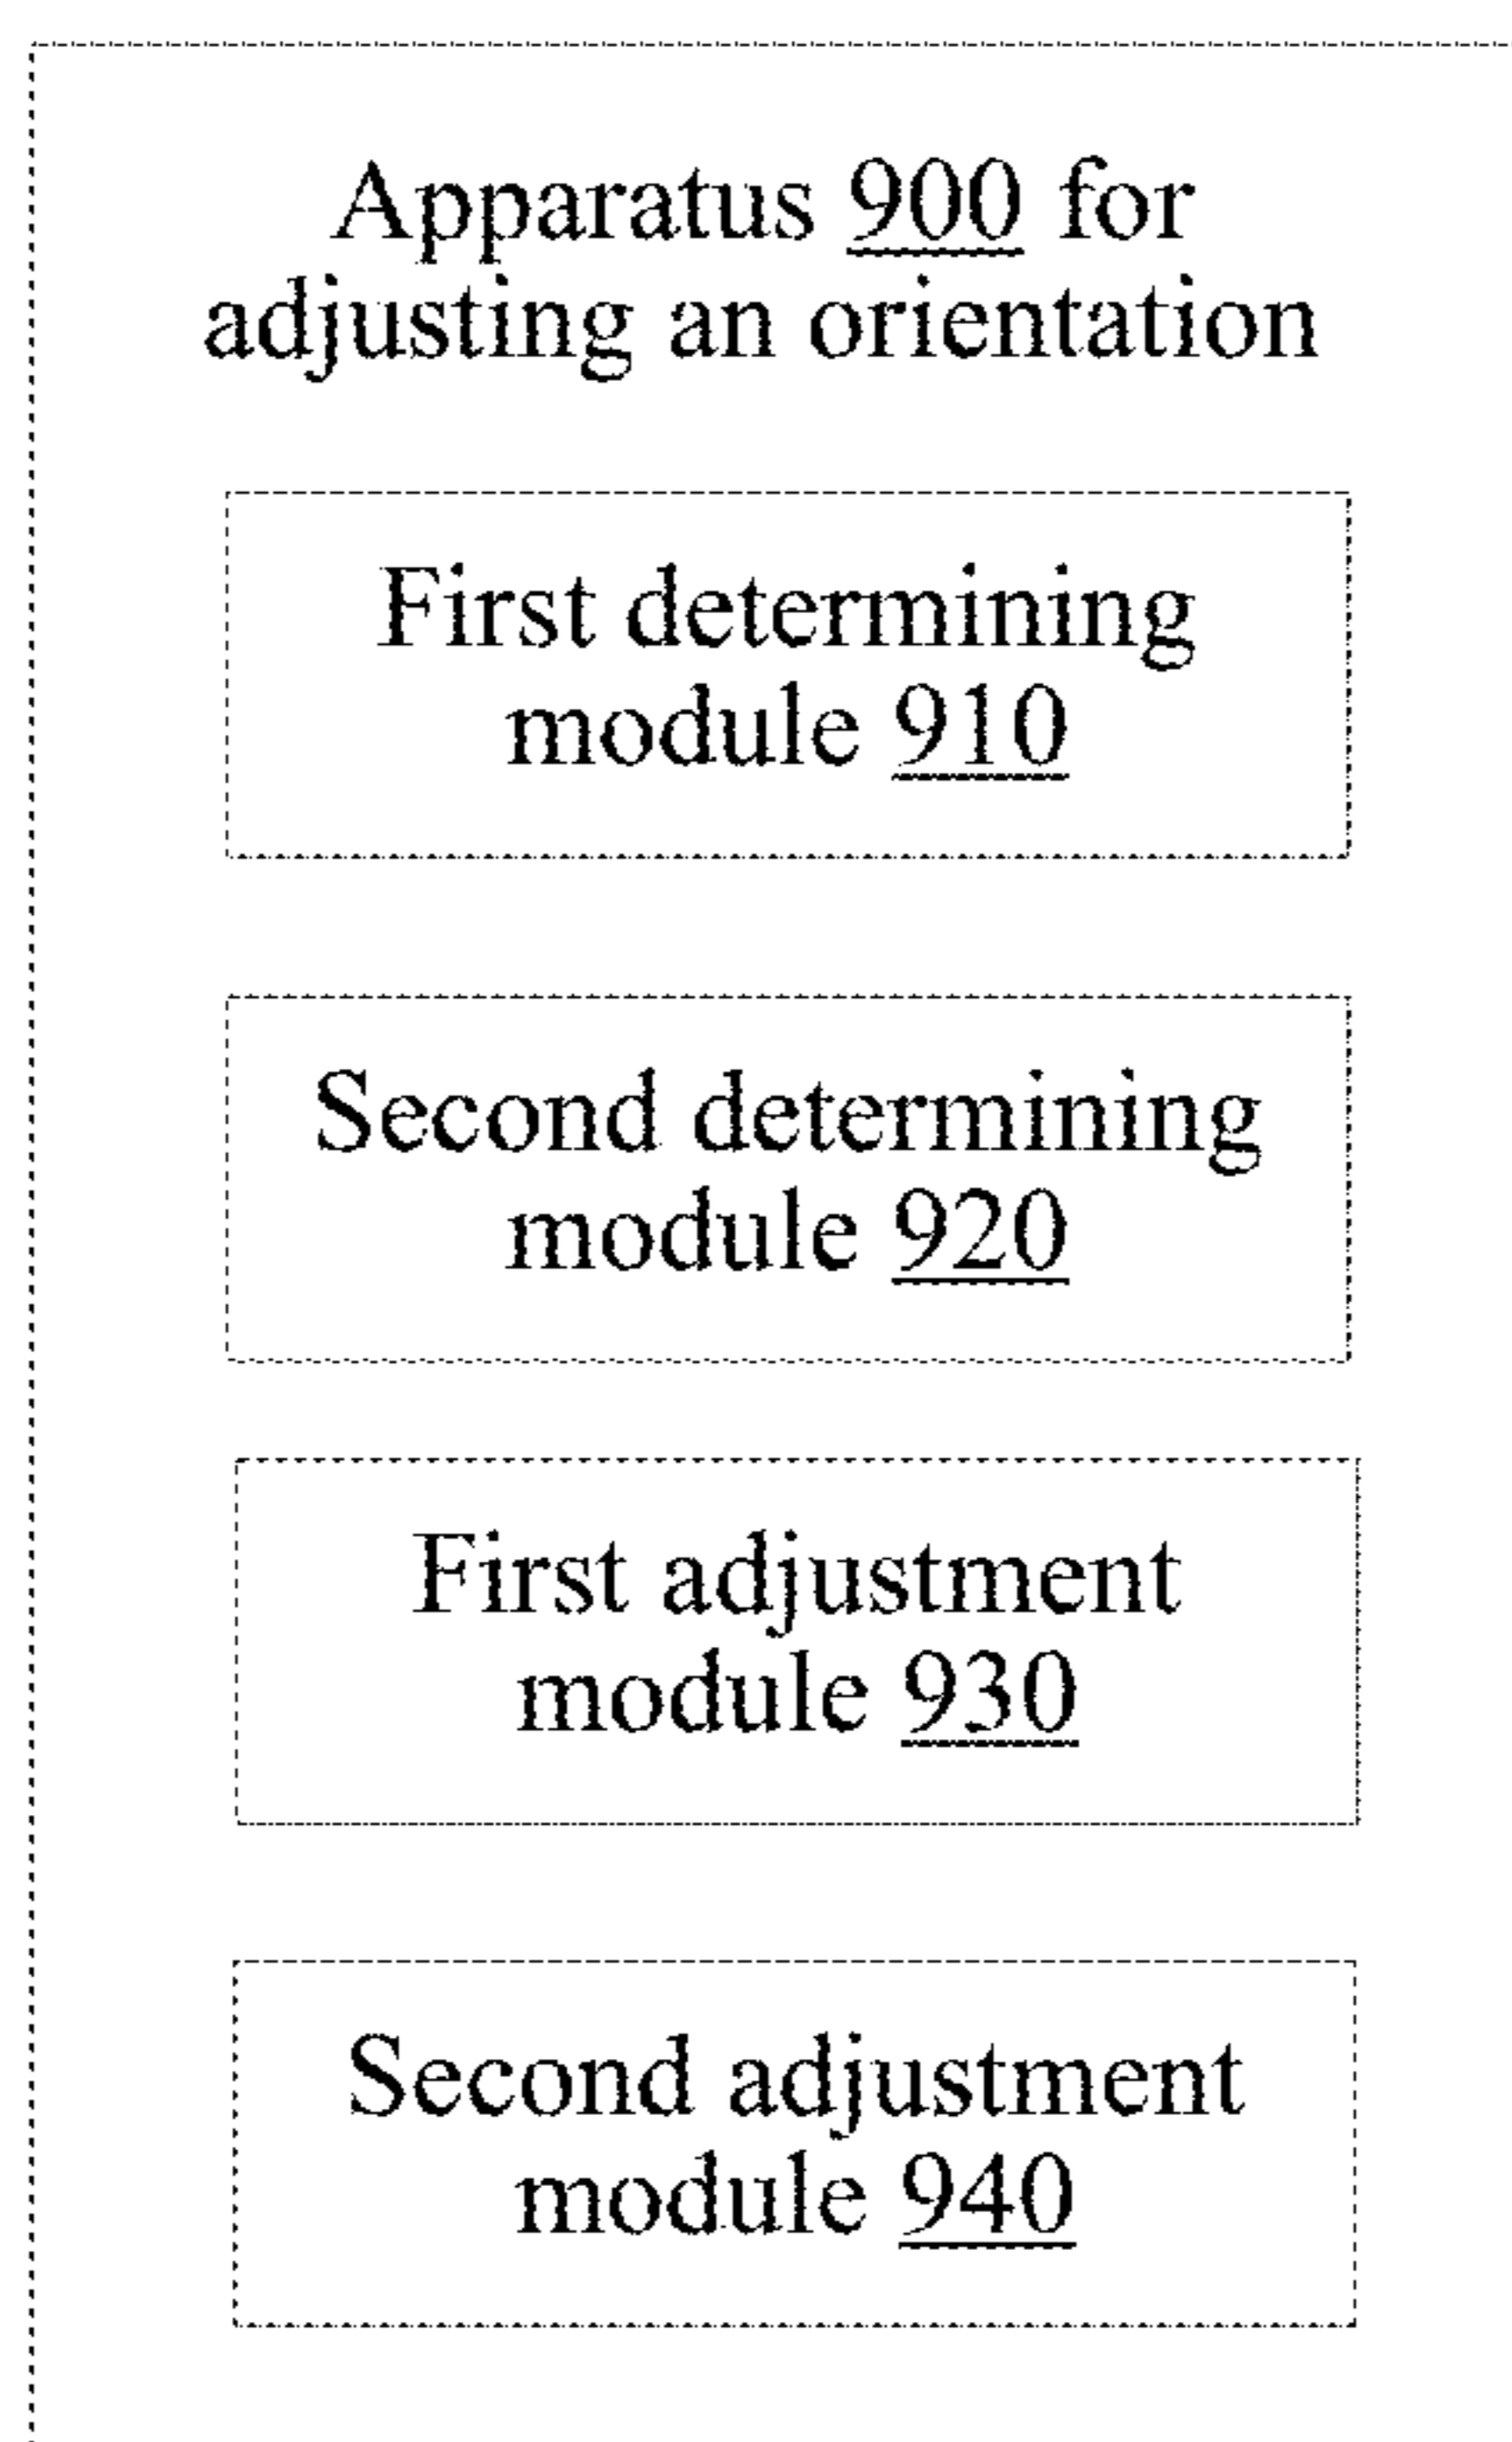 Apparatus 900 for
adjusting an orientation
First determining
module 910
Second determining
module 920
First adjustment
module 930
Second adjustment
module 940